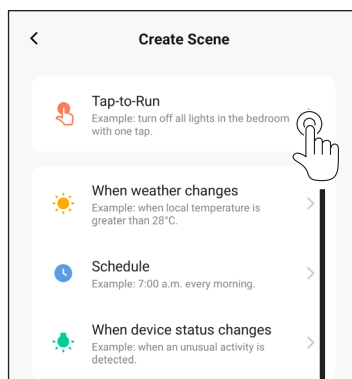 Create Scene
Tap-to-Run
Example: turn off all lights in the bedroom
with one tap.
When weather changes
Example: when local temperature is
greater than 28°C.
Schedule
Example: 7:00 a.m. every morning.
When device status changes
Example: when an unusual activity is
detected.